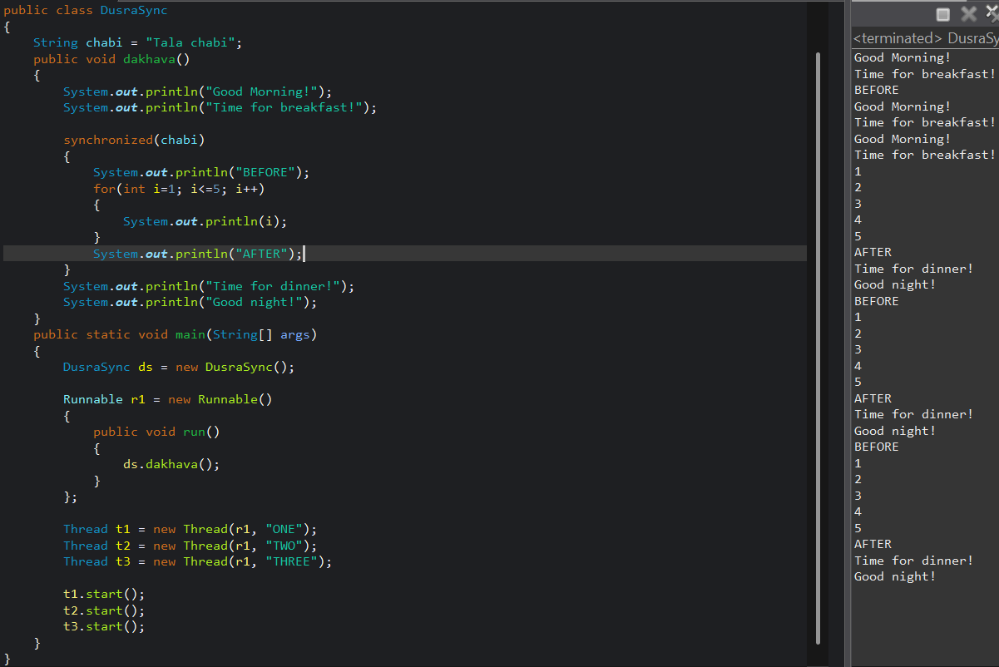 public class DusraSync
{
    String chabi = "Tala chabi";
    public void dakhava()
    {
        System.out.println("Good Morning!");
        System.out.println("Time for breakfast!");

        synchronized(chabi)
        {
            System.out.println("BEFORE");
            for(int i=1; i<=5; i++)
            {
                System.out.println(i);
            }
            System.out.println("AFTER");
        }
        System.out.println("Time for dinner!");
        System.out.println("Good night!");
    }
    public static void main(String[] args)
    {
        DusraSync ds = new DusraSync();

        Runnable r1 = new Runnable()
        {
            public void run()
            {
                ds.dakhava();
            }
        };

        Thread t1 = new Thread(r1, "ONE");
        Thread t2 = new Thread(r1, "TWO");
        Thread t3 = new Thread(r1, "THREE");

        t1.start();
        t2.start();
        t3.start();
    }
}
<terminated> DusraSy
Good Morning!
Time for breakfast!
BEFORE
Good Morning!
Time for breakfast!
Good Morning!
Time for breakfast!
1
2
3
4
5
AFTER
Time for dinner!
Good night!
BEFORE
1
2
3
4
5
AFTER
Time for dinner!
Good night!
BEFORE
1
2
3
4
5
AFTER
Time for dinner!
Good night!